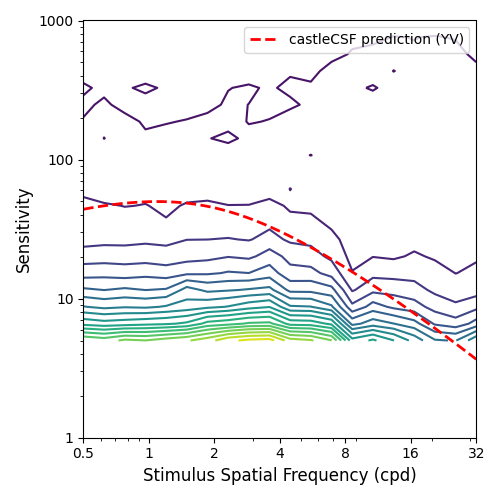 1000
castleCSF prediction (YV)
100
Sensitivity
10
1
0.5 1 2 4 8 16 32
Stimulus Spatial Frequency (cpd)